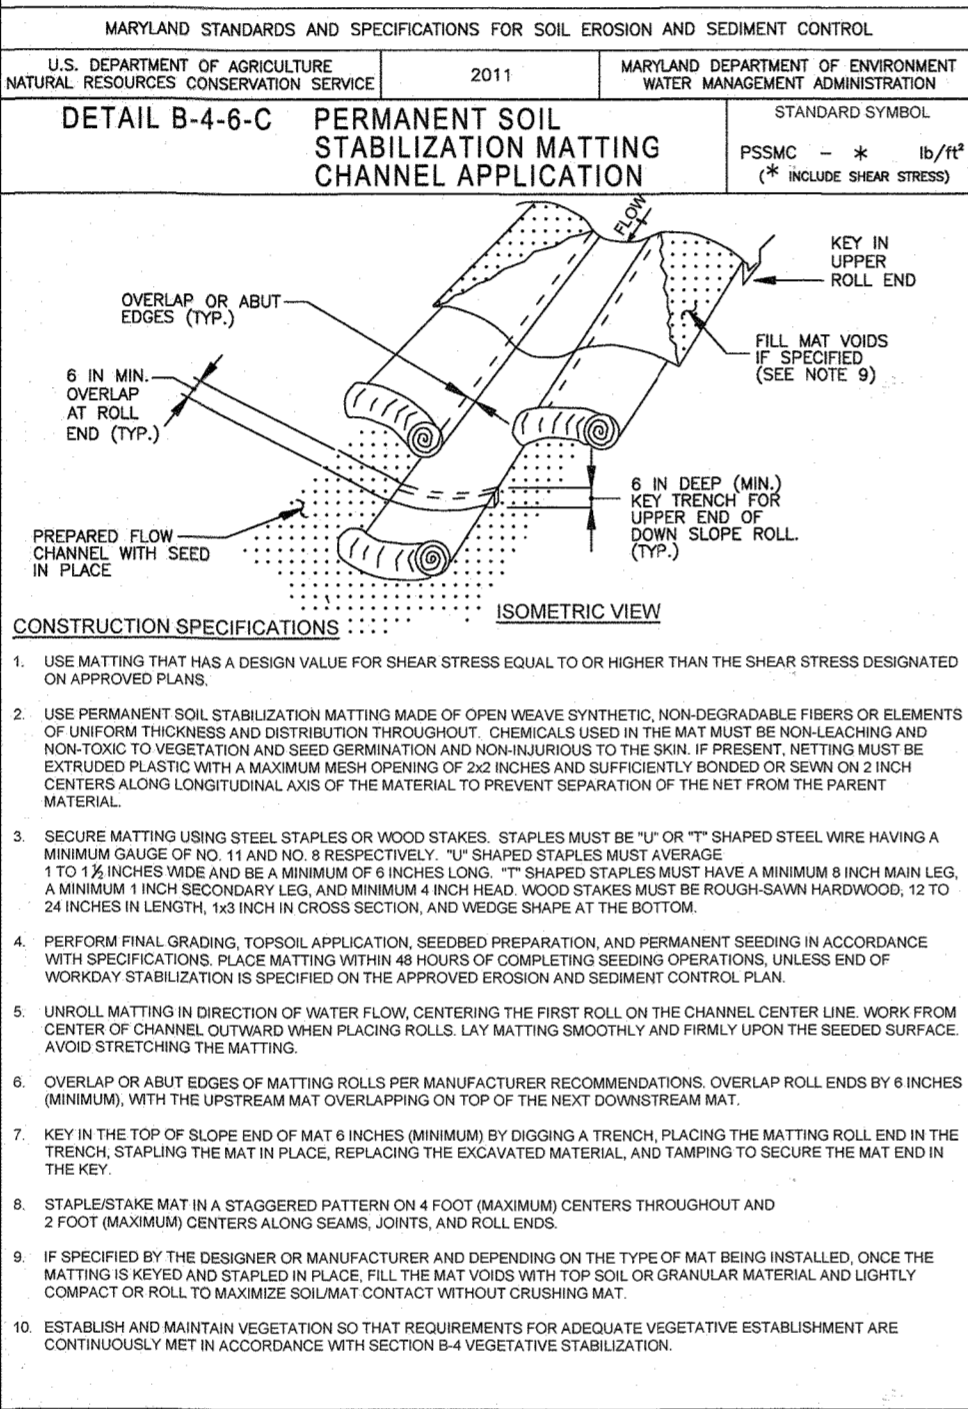 MARYLAND STANDARDS AND SPECIFICATIONS FOR SOIL EROSION AND SEDIMENT CONTROL
U.S. DEPARTMENT OF AGRICULTURE
NATURAL RESOURCES CONSERVATION SERVICE
2011
MARYLAND DEPARTMENT OF ENVIRONMENT
WATER MANAGEMENT ADMINISTRATION
DETAIL B-4-6-C PERMANENT SOIL
STABILIZATION MATTING
CHANNEL APPLICATION
STANDARD SYMBOL
PSSMC - * lb/ft²
(* INCLUDE SHEAR STRESS)
FLOW
KEY IN
UPPER
ROLL END
OVERLAP OR ABUT
EDGES (TYP.)
FILL MAT VOIDS
IF SPECIFIED
(SEE NOTE 9)
6 IN MIN.
OVERLAP
AT ROLL
END (TYP.)
6 IN DEEP (MIN.)
KEY TRENCH FOR
UPPER END OF
DOWN SLOPE ROLL.
(TYP.)
PREPARED FLOW
CHANNEL WITH SEED
IN PLACE
ISOMETRIC VIEW
CONSTRUCTION SPECIFICATIONS
1. USE MATTING THAT HAS A DESIGN VALUE FOR SHEAR STRESS EQUAL TO OR HIGHER THAN THE SHEAR STRESS DESIGNATED
ON APPROVED PLANS.
2. USE PERMANENT SOIL STABILIZATION MATTING MADE OF OPEN WEAVE SYNTHETIC, NON-DEGRADABLE FIBERS OR ELEMENTS
OF UNIFORM THICKNESS AND DISTRIBUTION THROUGHOUT. CHEMICALS USED IN THE MAT MUST BE NON-LEACHING AND
NON-TOXIC TO VEGETATION AND SEED GERMINATION AND NON-INJURIOUS TO THE SKIN. IF PRESENT, NETTING MUST BE
EXTRUDED PLASTIC WITH A MAXIMUM MESH OPENING OF 2x2 INCHES AND SUFFICIENTLY BONDED OR SEWN ON 2 INCH
CENTERS ALONG LONGITUDINAL AXIS OF THE MATERIAL TO PREVENT SEPARATION OF THE NET FROM THE PARENT
MATERIAL.
3. SECURE MATTING USING STEEL STAPLES OR WOOD STAKES. STAPLES MUST BE "U" OR "T" SHAPED STEEL WIRE HAVING A
MINIMUM GAUGE OF NO. 11 AND NO. 8 RESPECTIVELY. "U" SHAPED STAPLES MUST AVERAGE
1 TO 1 ½ INCHES WIDE AND BE A MINIMUM OF 6 INCHES LONG. "T" SHAPED STAPLES MUST HAVE A MINIMUM 8 INCH MAIN LEG,
A MINIMUM 1 INCH SECONDARY LEG, AND MINIMUM 4 INCH HEAD. WOOD STAKES MUST BE ROUGH-SAWN HARDWOOD, 12 TO
24 INCHES IN LENGTH, 1x3 INCH IN CROSS SECTION, AND WEDGE SHAPE AT THE BOTTOM.
4. PERFORM FINAL GRADING, TOPSOIL APPLICATION, SEEDBED PREPARATION, AND PERMANENT SEEDING IN ACCORDANCE
WITH SPECIFICATIONS. PLACE MATTING WITHIN 48 HOURS OF COMPLETING SEEDING OPERATIONS, UNLESS END OF
WORKDAY STABILIZATION IS SPECIFIED ON THE APPROVED EROSION AND SEDIMENT CONTROL PLAN.
5. UNROLL MATTING IN DIRECTION OF WATER FLOW, CENTERING THE FIRST ROLL ON THE CHANNEL CENTER LINE. WORK FROM
CENTER OF CHANNEL OUTWARD WHEN PLACING ROLLS. LAY MATTING SMOOTHLY AND FIRMLY UPON THE SEEDED SURFACE.
AVOID STRETCHING THE MATTING.
6. OVERLAP OR ABUT EDGES OF MATTING ROLLS PER MANUFACTURER RECOMMENDATIONS. OVERLAP ROLL ENDS BY 6 INCHES
(MINIMUM), WITH THE UPSTREAM MAT OVERLAPPING ON TOP OF THE NEXT DOWNSTREAM MAT.
7. KEY IN THE TOP OF SLOPE END OF MAT 6 INCHES (MINIMUM) BY DIGGING A TRENCH, PLACING THE MATTING ROLL END IN THE
TRENCH, STAPLING THE MAT IN PLACE, REPLACING THE EXCAVATED MATERIAL, AND TAMPING TO SECURE THE MAT END IN
THE KEY.
8. STAPLE/STAKE MAT IN A STAGGERED PATTERN ON 4 FOOT (MAXIMUM) CENTERS THROUGHOUT AND
2 FOOT (MAXIMUM) CENTERS ALONG SEAMS, JOINTS, AND ROLL ENDS.
9. IF SPECIFIED BY THE DESIGNER OR MANUFACTURER AND DEPENDING ON THE TYPE OF MAT BEING INSTALLED, ONCE THE
MATTING IS KEYED AND STAPLED IN PLACE, FILL THE MAT VOIDS WITH TOP SOIL OR GRANULAR MATERIAL AND LIGHTLY
COMPACT OR ROLL TO MAXIMIZE SOIL/MAT CONTACT WITHOUT CRUSHING MAT.
10. ESTABLISH AND MAINTAIN VEGETATION SO THAT REQUIREMENTS FOR ADEQUATE VEGETATIVE ESTABLISHMENT ARE
CONTINUOUSLY MET IN ACCORDANCE WITH SECTION B-4 VEGETATIVE STABILIZATION.